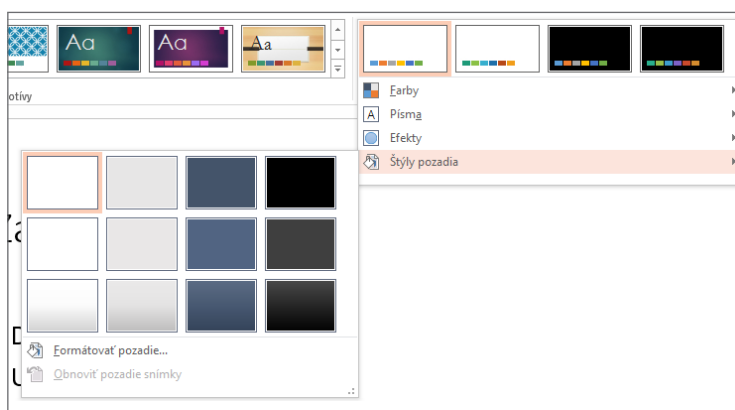 Aa
Aa
Aa
otívy
Farby
Písma
Efekty
Štýly pozadia
Formátovať pozadie...
Obnoviť pozadie snímky